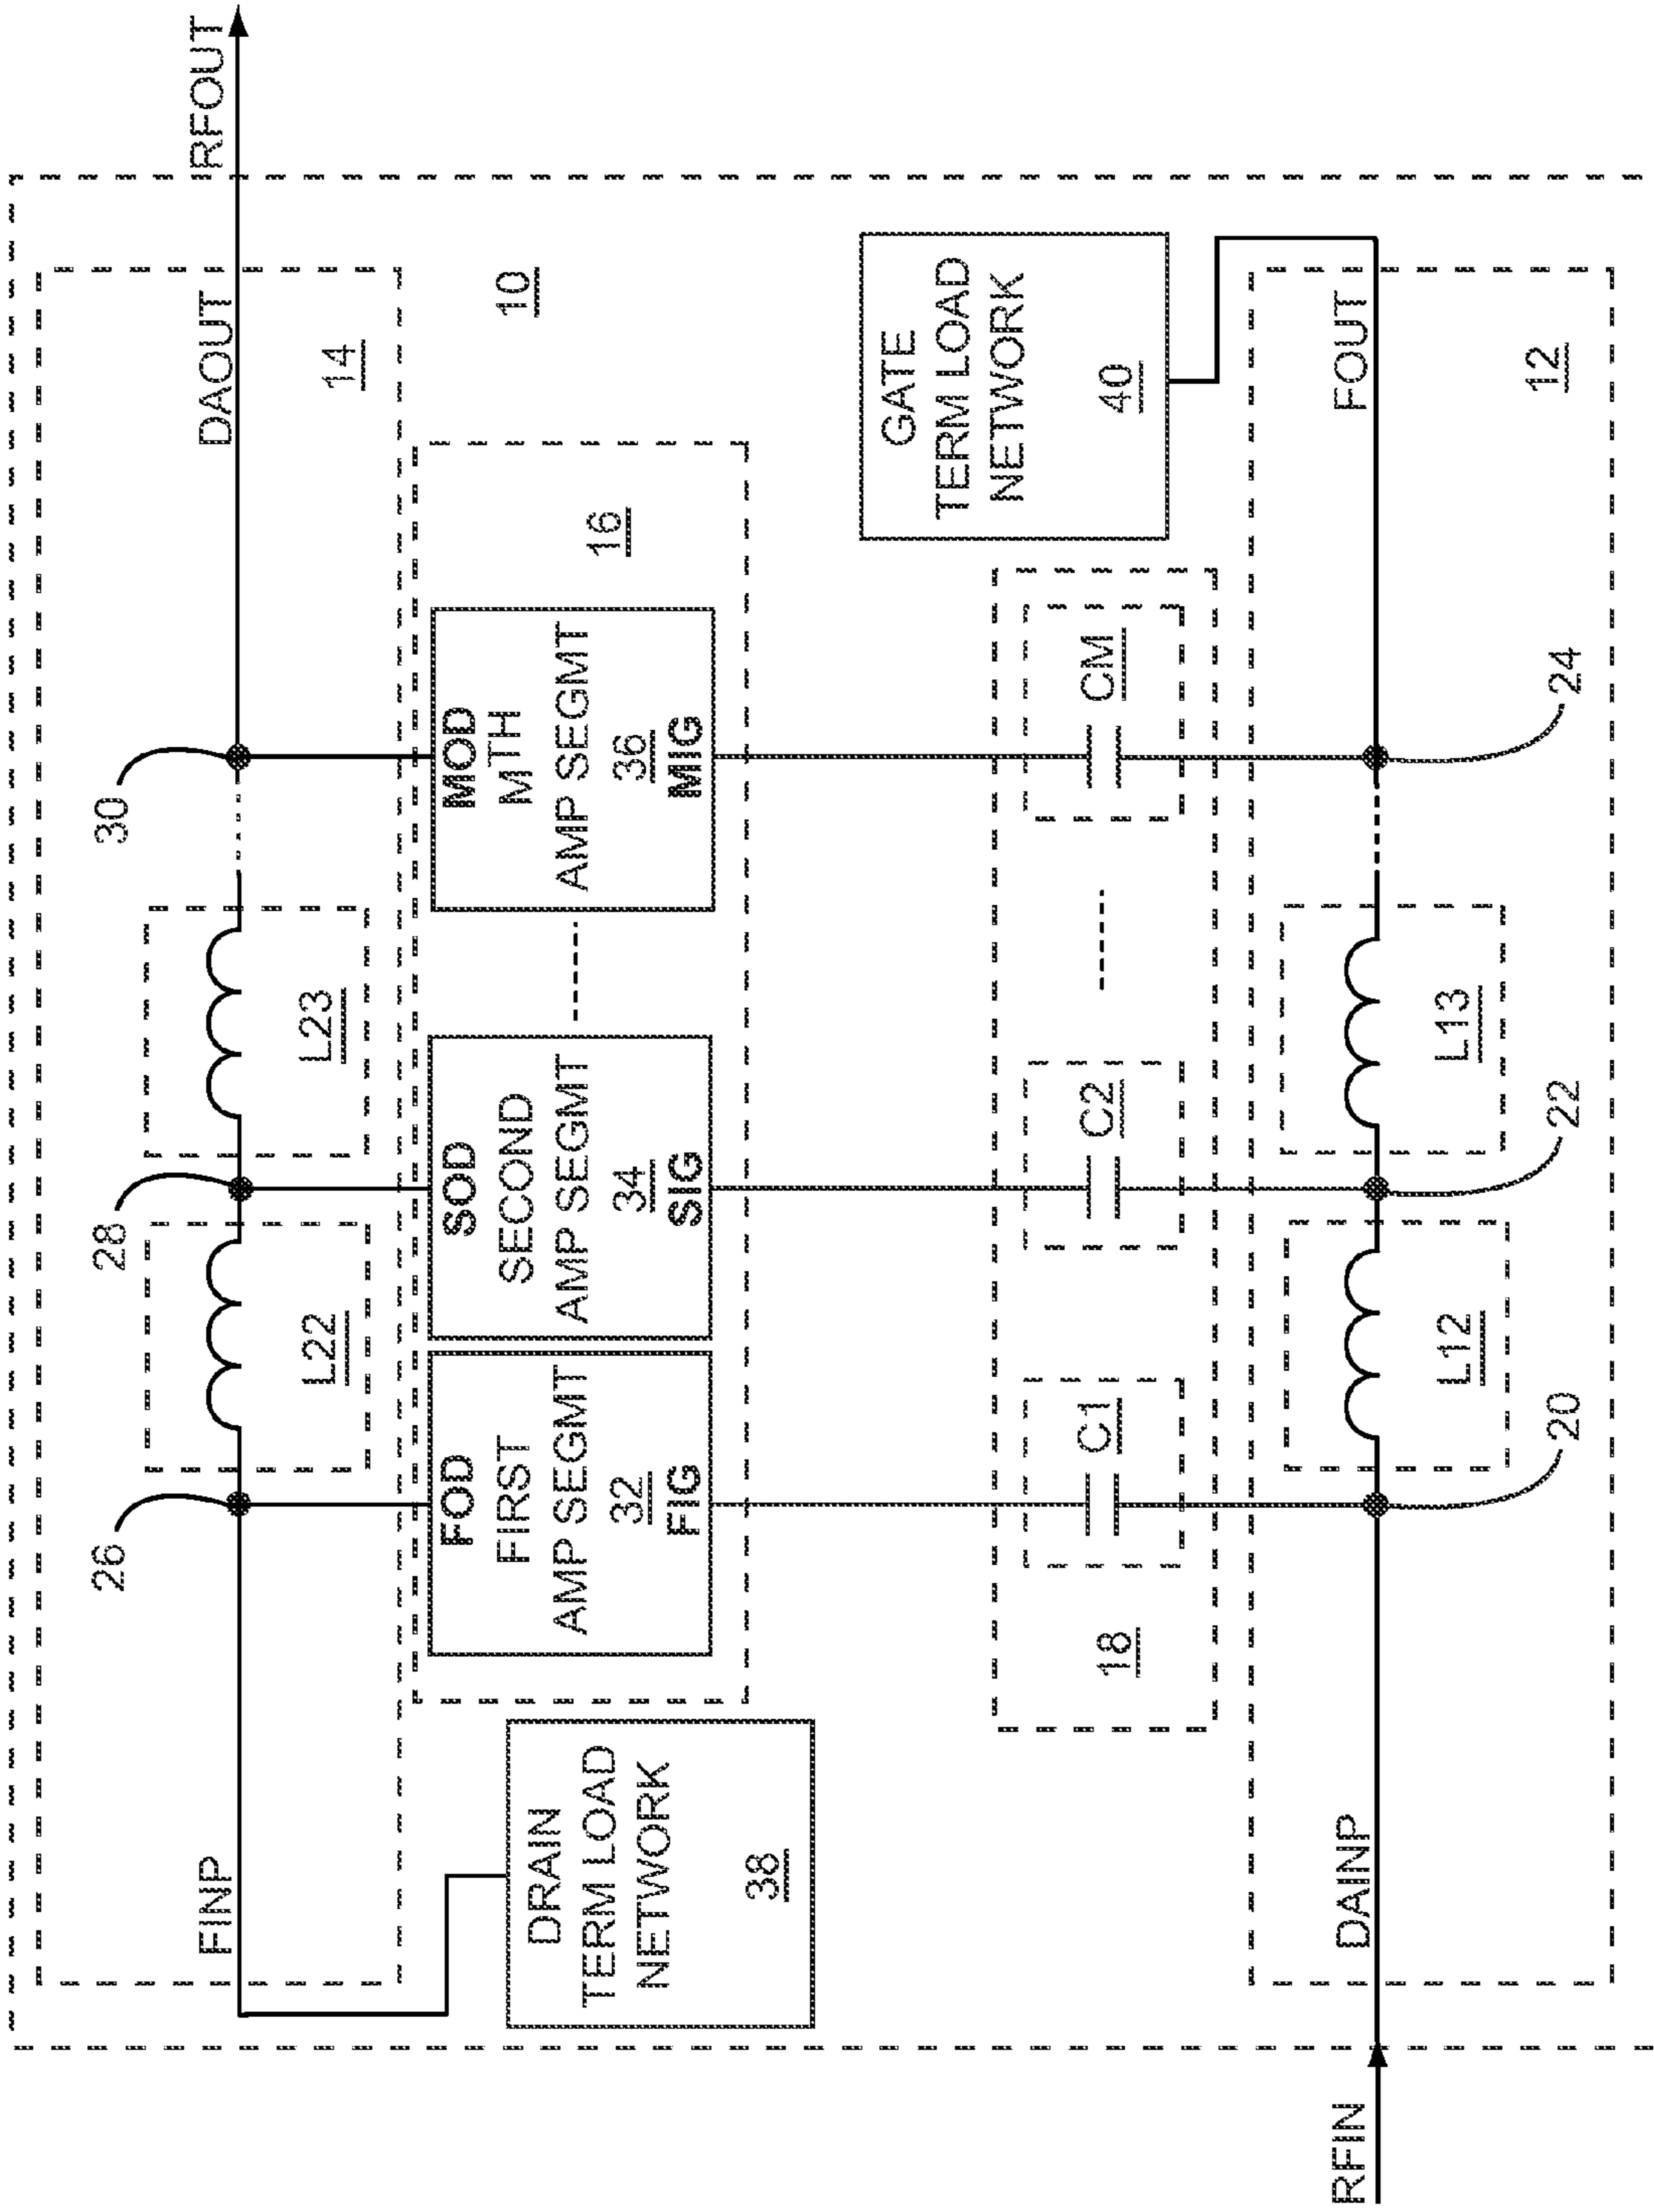 RFOUT
DAOUT
FINP
14
10
30
28
26
L23
L22
16
MOD
MTH
AMP SEGMT
36
MIG
SOD
SECOND
AMP SEGMT
34
SIG
FOD
FIRST
AMP SEGMT
32
FIG
DRAIN
TERM LOAD
NETWORK
38
GATE
TERM LOAD
NETWORK
40
18
C1
C2
CM
RFIN
DAINP
FOUT
L12
L13
12
20
22
24